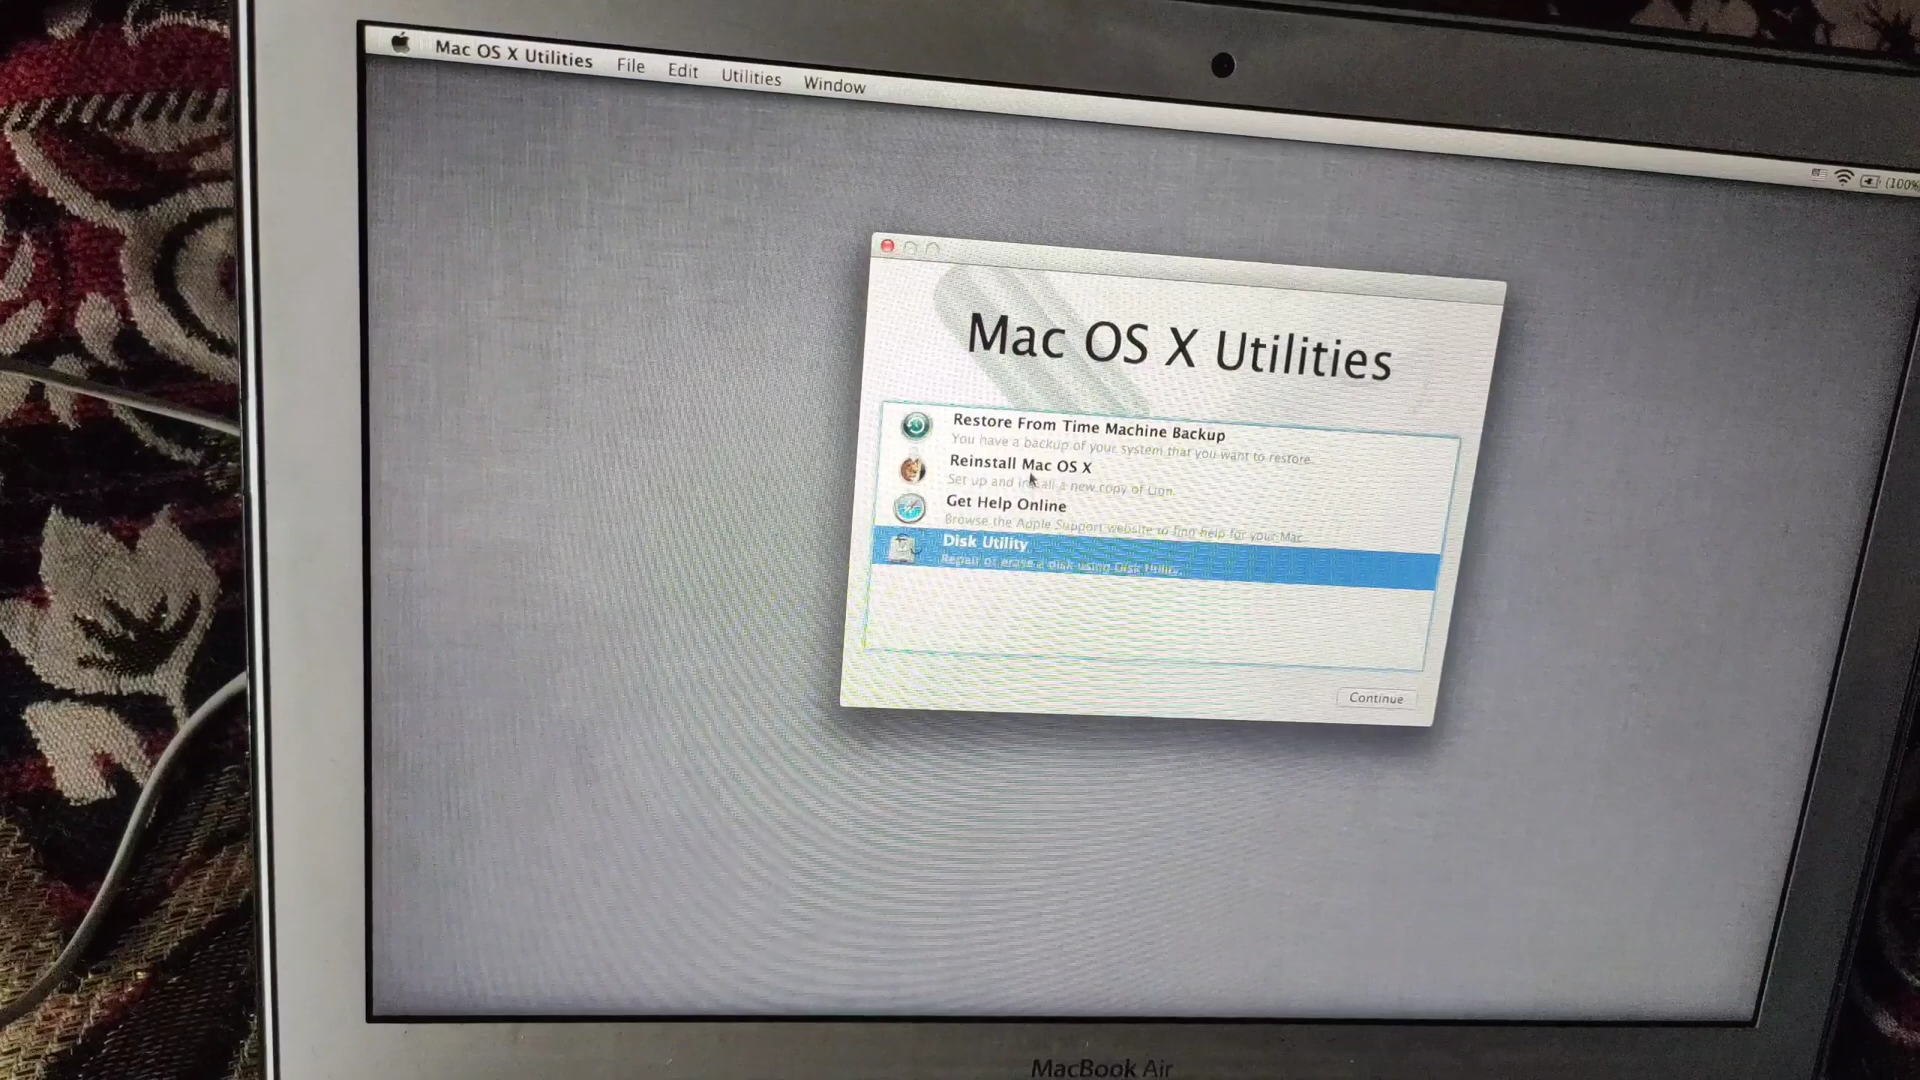 Mac OS X Utilities File Edit Utilities Window
(100%
Mac OS X Utilities
Restore From Time Machine Backup
You have a backup of your system that you want to restore.
Reinstall Mac OS X
Set up and install a new copy of Lion.
Get Help Online
Browse the Apple Support website to find help for your Mac.
Disk Utility
Repair or erase a disk using Disk Utility.
Continue
MacBook Air